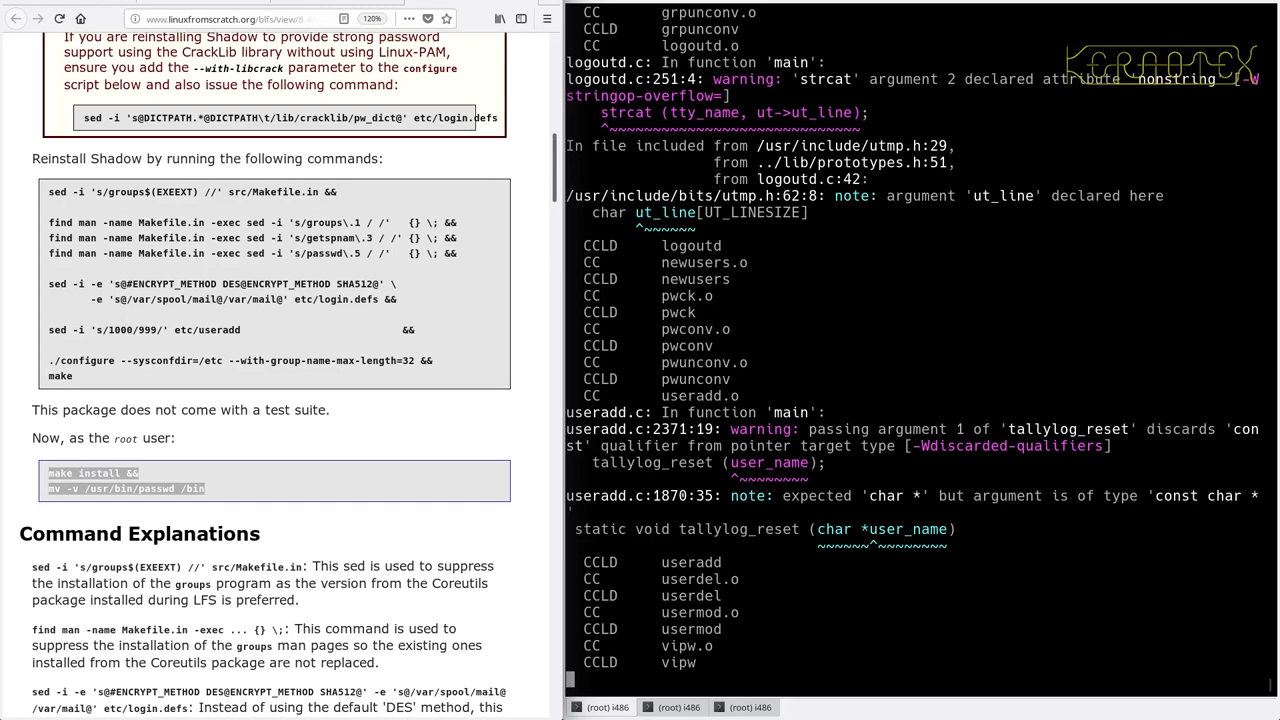 www.linuxfromscratch.org/blfs/view/8.4
120%
If you are reinstalling Shadow to provide strong password
support using the CrackLib library without using Linux-PAM,
ensure you add the --with-libcrack parameter to the configure
script below and also issue the following command:
sed -i 's@DICTPATH.*@DICTPATH\t/lib/cracklib/pw_dict@' etc/login.defs
Reinstall Shadow by running the following commands:
sed -i 's/groups$(EXEEXT) //' src/Makefile.in &&
find man -name Makefile.in -exec sed -i 's/groups\.1 / /'   {} \; &&
find man -name Makefile.in -exec sed -i 's/getspnam\.3 / /' {} \; &&
find man -name Makefile.in -exec sed -i 's/passwd\.5 / /'   {} \; &&
sed -i -e 's@#ENCRYPT_METHOD DES@ENCRYPT_METHOD SHA512@' \
-e 's@/var/spool/mail@/var/mail@' etc/login.defs &&
sed -i 's/1000/999/' etc/useradd &&
./configure --sysconfdir=/etc --with-group-name-max-length=32 &&
make
This package does not come with a test suite.
Now, as the root user:
make install &&
mv -v /usr/bin/passwd /bin
Command Explanations
sed -i 's/groups$(EXEEXT) //' src/Makefile.in: This sed is used to suppress
the installation of the groups program as the version from the Coreutils
package installed during LFS is preferred.
find man -name Makefile.in -exec ... {} \;: This command is used to
suppress the installation of the groups man pages so the existing ones
installed from the Coreutils package are not replaced.
sed -i -e 's@#ENCRYPT_METHOD DES@ENCRYPT_METHOD SHA512@' -e 's@/var/spool/mail@
/var/mail@' etc/login.defs: Instead of using the default 'DES' method, this
CC grpunconv.o
CCLD grpunconv
CC logoutd.o
logoutd.c: In function 'main':
logoutd.c:251:4: warning: 'strcat' argument 2 declared attribute 'nonstring' [-W
stringop-overflow=]
strcat (tty_name, ut->ut_line);
^~~~~~~~~~~~~~~~~~~~~~~~~~~~~~
In file included from /usr/include/utmp.h:29,
from ../lib/prototypes.h:51,
from logoutd.c:42:
/usr/include/bits/utmp.h:62:8: note: argument 'ut_line' declared here
char ut_line[UT_LINESIZE]
^~~~~~~
CCLD logoutd
CC newusers.o
CCLD newusers
CC pwck.o
CCLD pwck
CC pwconv.o
CCLD pwconv
CC pwunconv.o
CCLD pwunconv
CC useradd.o
useradd.c: In function 'main':
useradd.c:2371:19: warning: passing argument 1 of 'tallylog_reset' discards 'con
st' qualifier from pointer target type [-Wdiscarded-qualifiers]
tallylog_reset (user_name);
^~~~~~~~~
useradd.c:1870:35: note: expected 'char *' but argument is of type 'const char *
'
static void tallylog_reset (char *user_name)
~~~~~~^~~~~~~~~
CCLD useradd
CC userdel.o
CCLD userdel
CC usermod.o
CCLD usermod
CC vipw.o
CCLD vipw
(root) i486
(root) i486
(root) i486